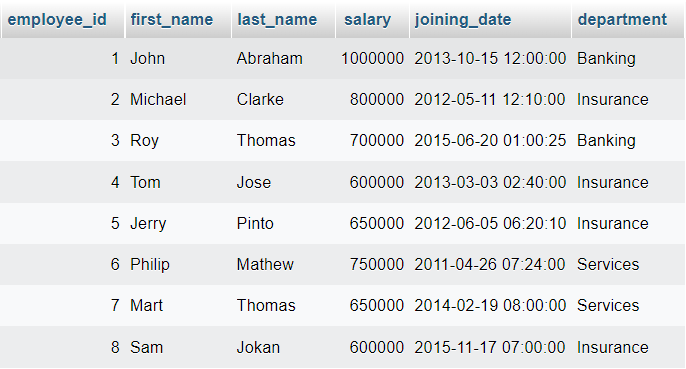 employee_id first_name last_name salary joining_date department
1 John Abraham 1000000 2013-10-15 12:00:00 Banking
2 Michael Clarke 800000 2012-05-11 12:10:00 Insurance
3 Roy Thomas 700000 2015-06-20 01:00:25 Banking
4 Tom Jose 600000 2013-03-03 02:40:00 Insurance
5 Jerry Pinto 650000 2012-06-05 06:20:10 Insurance
6 Philip Mathew 750000 2011-04-26 07:24:00 Services
7 Mart Thomas 650000 2014-02-19 08:00:00 Services
8 Sam Jokan 600000 2015-11-17 07:00:00 Insurance